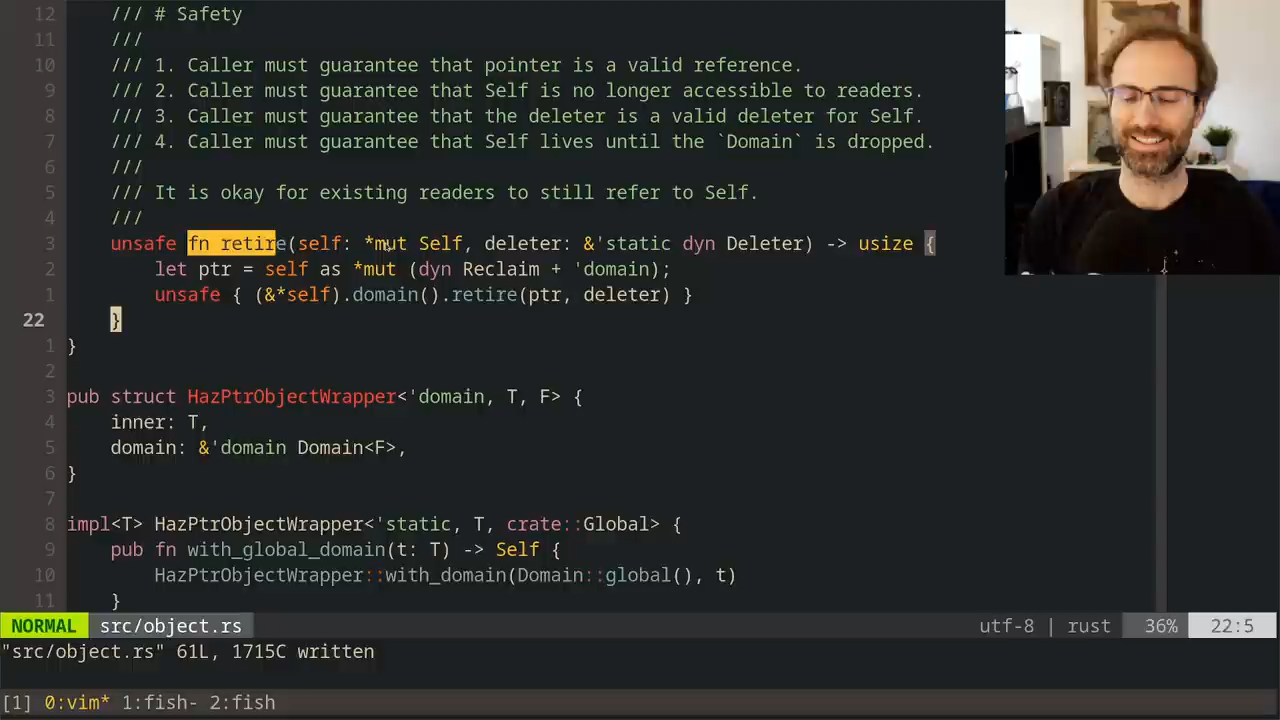 12 /// # Safety
11 ///
10 /// 1. Caller must guarantee that pointer is a valid reference.
9 /// 2. Caller must guarantee that Self is no longer accessible to readers.
8 /// 3. Caller must guarantee that the deleter is a valid deleter for Self.
7 /// 4. Caller must guarantee that Self lives until the `Domain` is dropped.
6 ///
5 /// It is okay for existing readers to still refer to Self.
4 ///
3 unsafe fn retire(self: *mut Self, deleter: &'static dyn Deleter) -> usize {
2 let ptr = self as *mut (dyn Reclaim + 'domain);
1 unsafe { (&*self).domain().retire(ptr, deleter) }
22 }
1 }
2
3 pub struct HazPtrObjectWrapper<'domain, T, F> {
4 inner: T,
5 domain: &'domain Domain<F>,
6 }
7
8 impl<T> HazPtrObjectWrapper<'static, T, crate::Global> {
9 pub fn with_global_domain(t: T) -> Self {
10 HazPtrObjectWrapper::with_domain(Domain::global(), t)
11 }
NORMAL src/object.rs utf-8 | rust 36% 22:5
"src/object.rs" 61L, 1715C written
[1] 0:vim* 1:fish- 2:fish